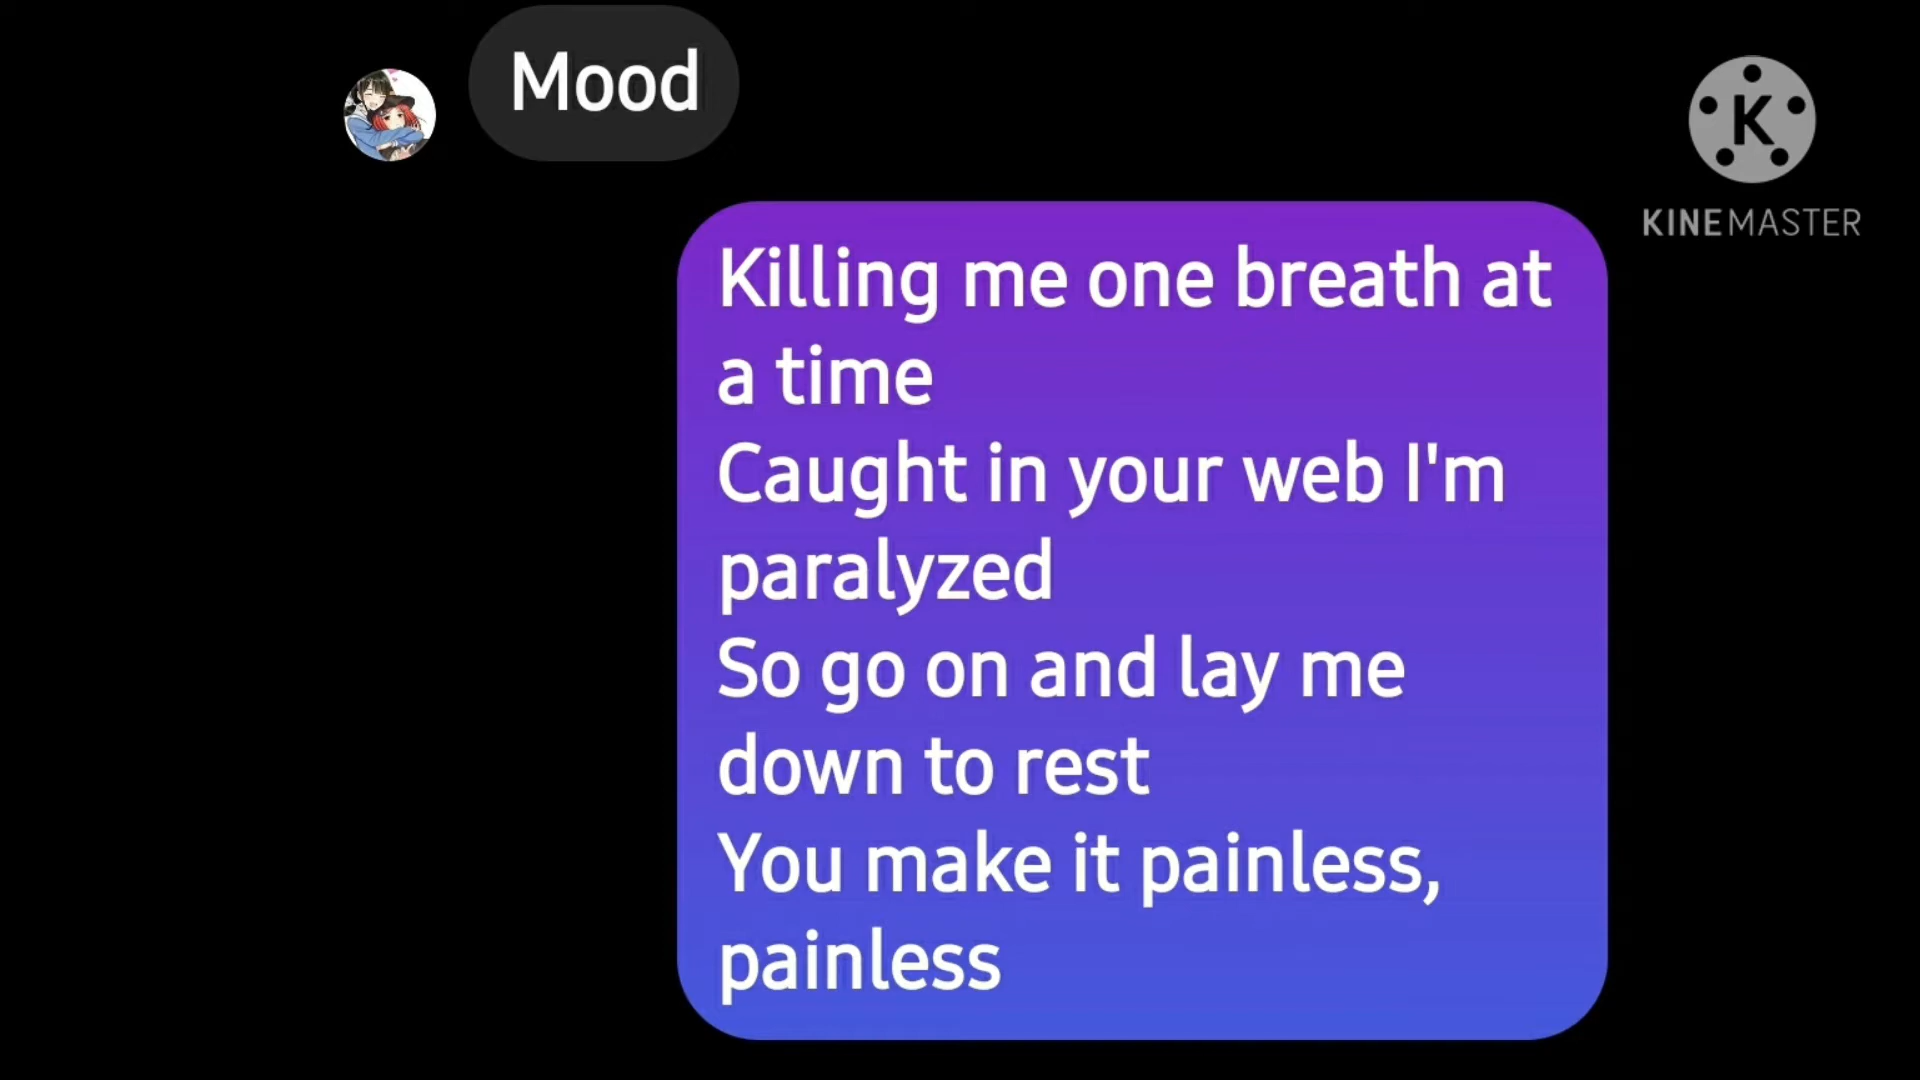 Mood
K
KINEMASTER
Killing me one breath at
a time
Caught in your web I'm
paralyzed
So go on and lay me
down to rest
You make it painless,
painless